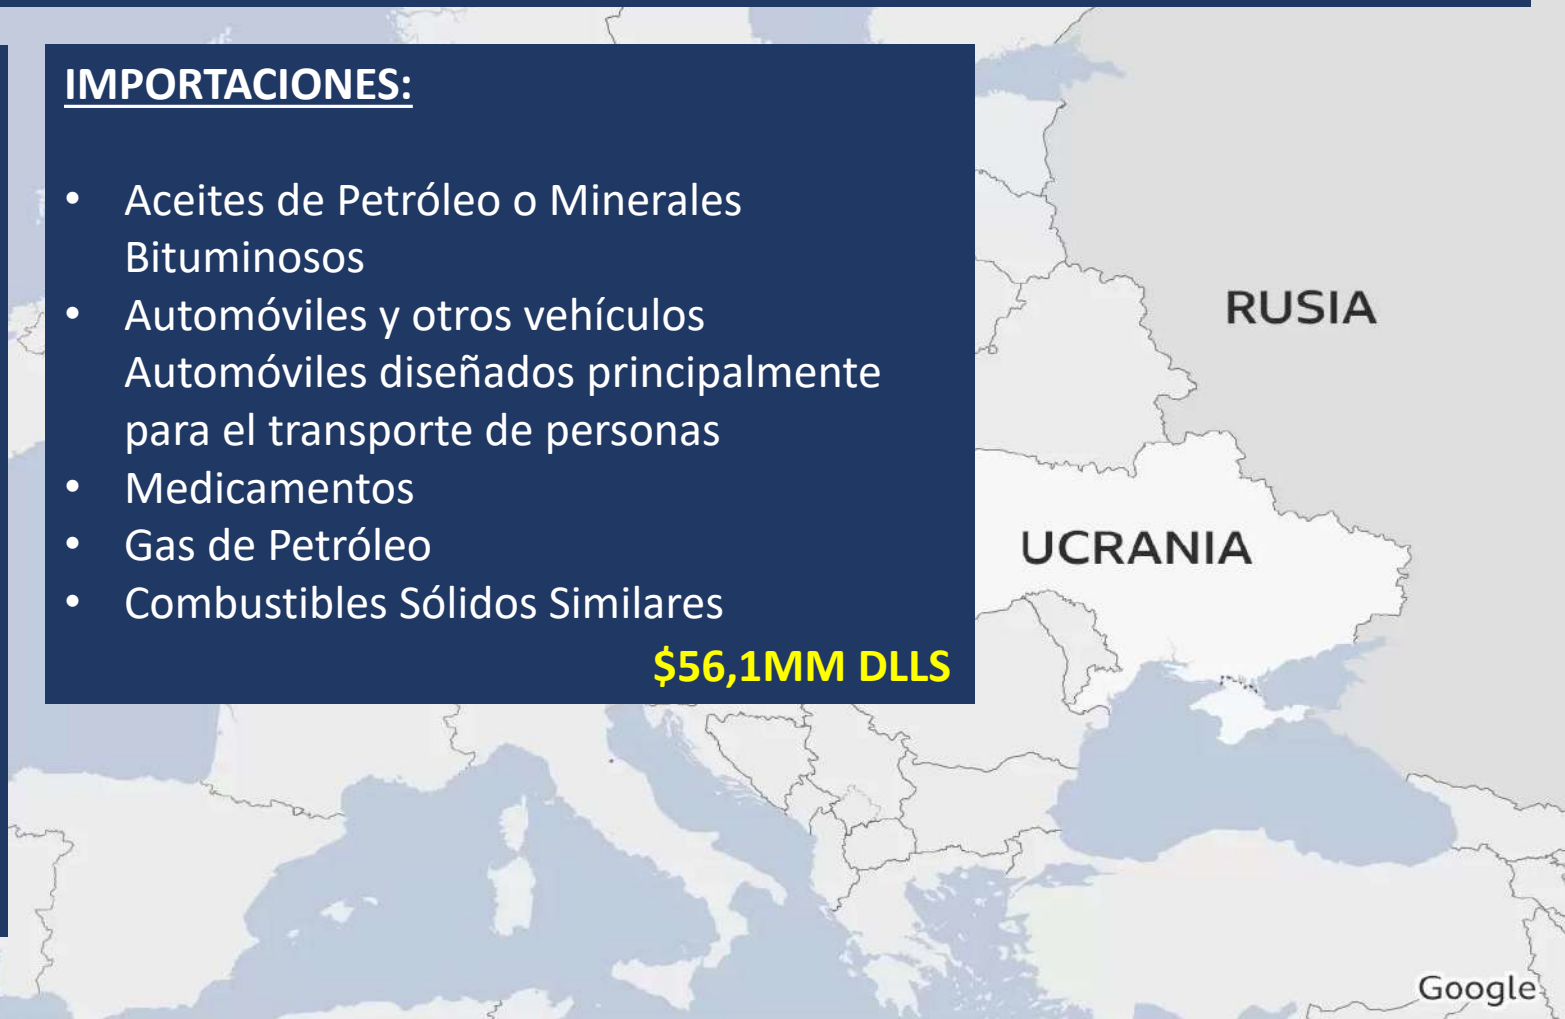 IMPORTACIONES:
• Aceites de Petróleo o Minerales
Bituminosos
• Automóviles y otros vehículos
Automóviles diseñados principalmente
para el transporte de personas
• Medicamentos
• Gas de Petróleo
• Combustibles Sólidos Similares
$56,1MM DLLS
RUSIA
UCRANIA
Google